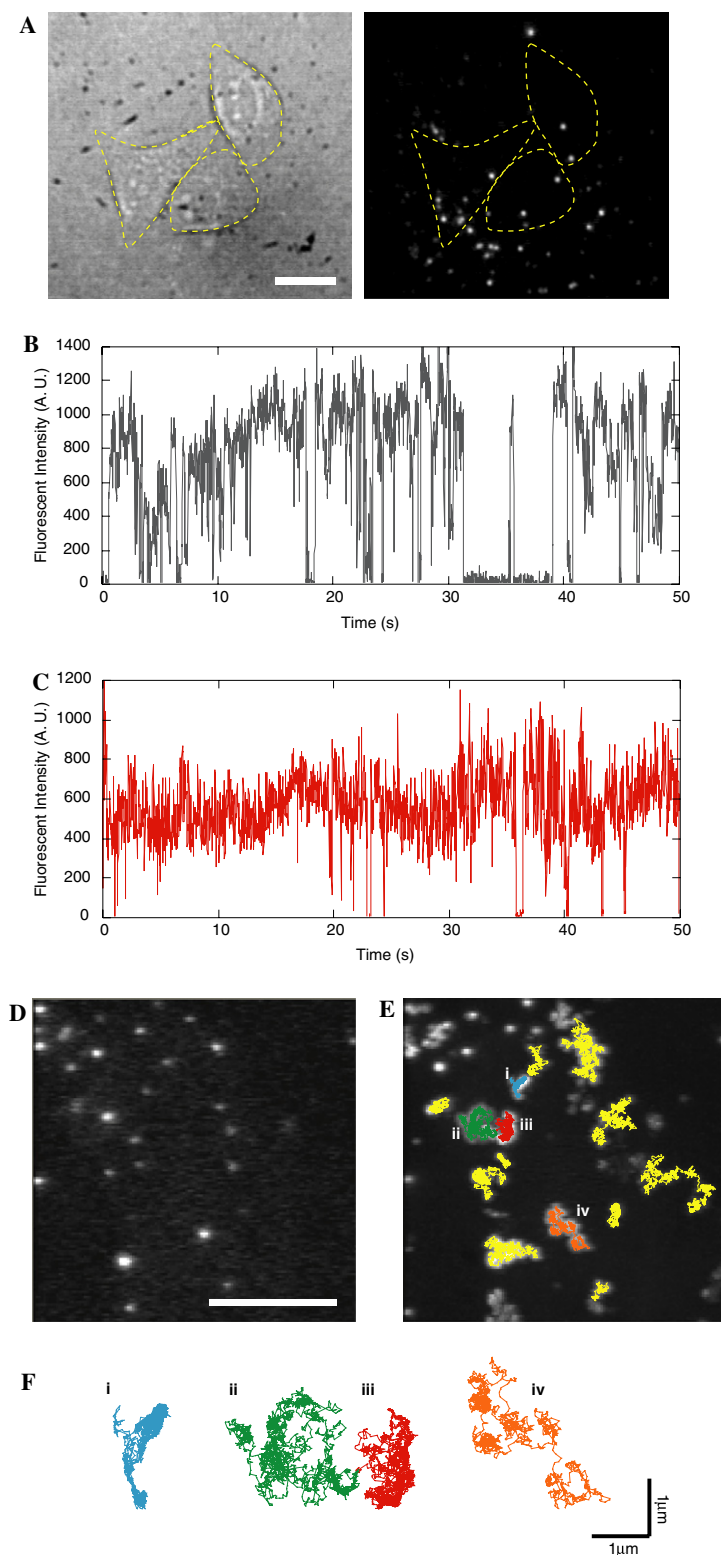 A
B
1400
1200
1000
800
600
400
200
0
Fluorescent Intensity (A. U.)
0 10 20 30 40 50
Time (s)
C
1200
1000
800
600
400
200
0
Fluorescent Intensity (A. U.)
0 10 20 30 40 50
Time (s)
D
E
i
ii
iii
iv
F
i
ii
iii
iv
1μm
1μm